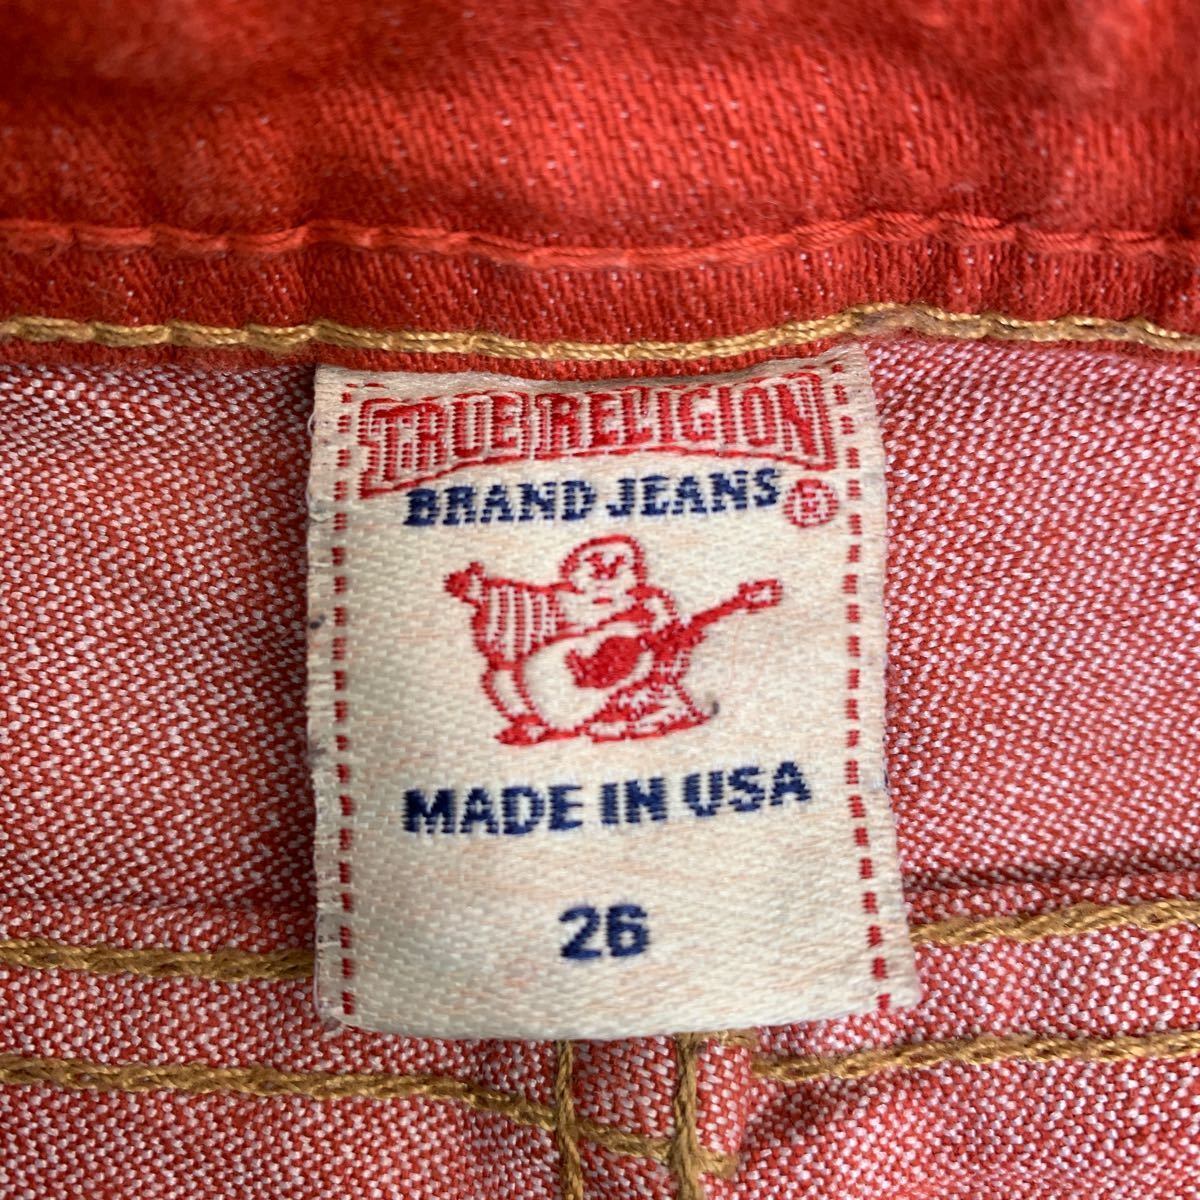 TRUE RELIGION
BRAND JEANS ®
MADE IN USA
26